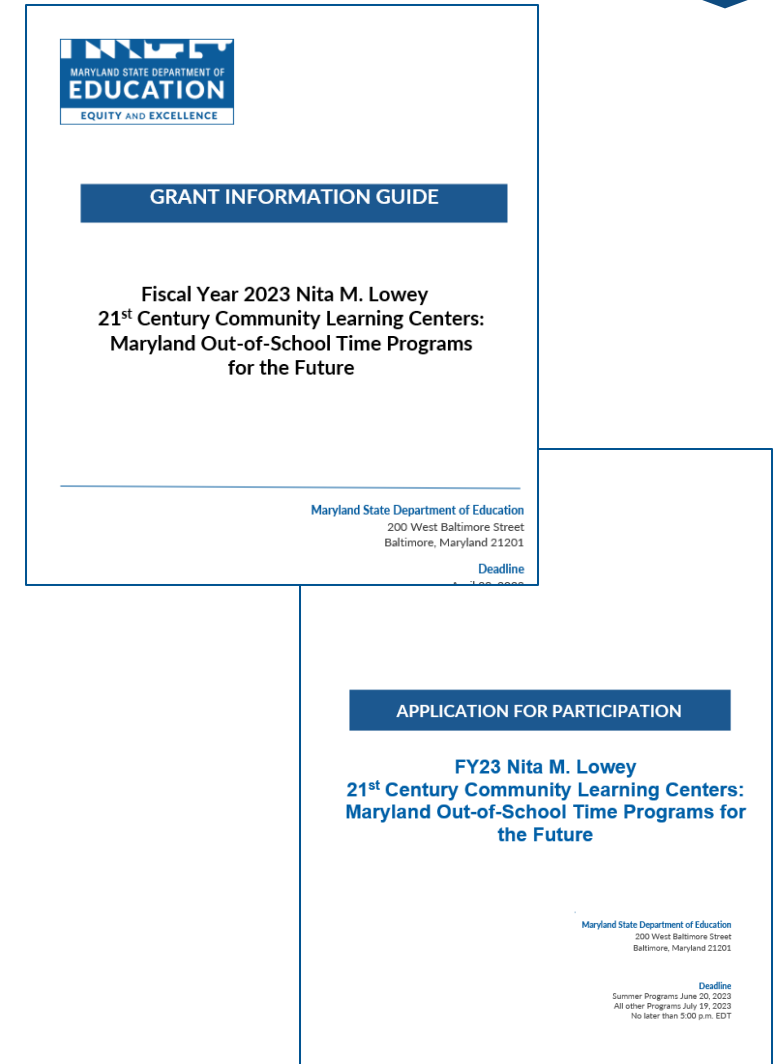 MARYLAND STATE DEPARTMENT OF
EDUCATION
EQUITY AND EXCELLENCE
GRANT INFORMATION GUIDE
Fiscal Year 2023 Nita M. Lowey
21st Century Community Learning Centers:
Maryland Out-of-School Time Programs
for the Future
Maryland State Department of Education
200 West Baltimore Street
Baltimore, Maryland 21201
Deadline
APPLICATION FOR PARTICIPATION
FY23 Nita M. Lowey
21st Century Community Learning Centers:
Maryland Out-of-School Time Programs for
the Future
Maryland State Department of Education
200 West Baltimore Street
Baltimore, Maryland 21201
Deadline
Summer Programs June 20, 2023
All other Programs July 19, 2023
No later than 5:00 p.m. EDT